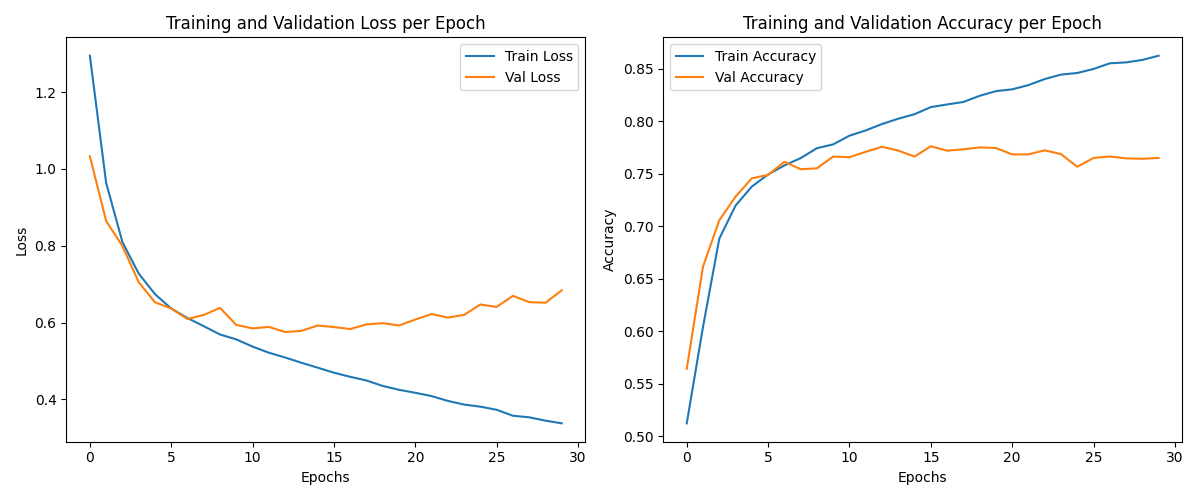 Training and Validation Loss per Epoch
Train Loss
Val Loss
1.2
1.0
0.8
0.6
0.4
Loss
0 5 10 15 20 25 30
Epochs
Training and Validation Accuracy per Epoch
Train Accuracy
Val Accuracy
0.85
0.80
0.75
0.70
0.65
0.60
0.55
0.50
Accuracy
0 5 10 15 20 25 30
Epochs